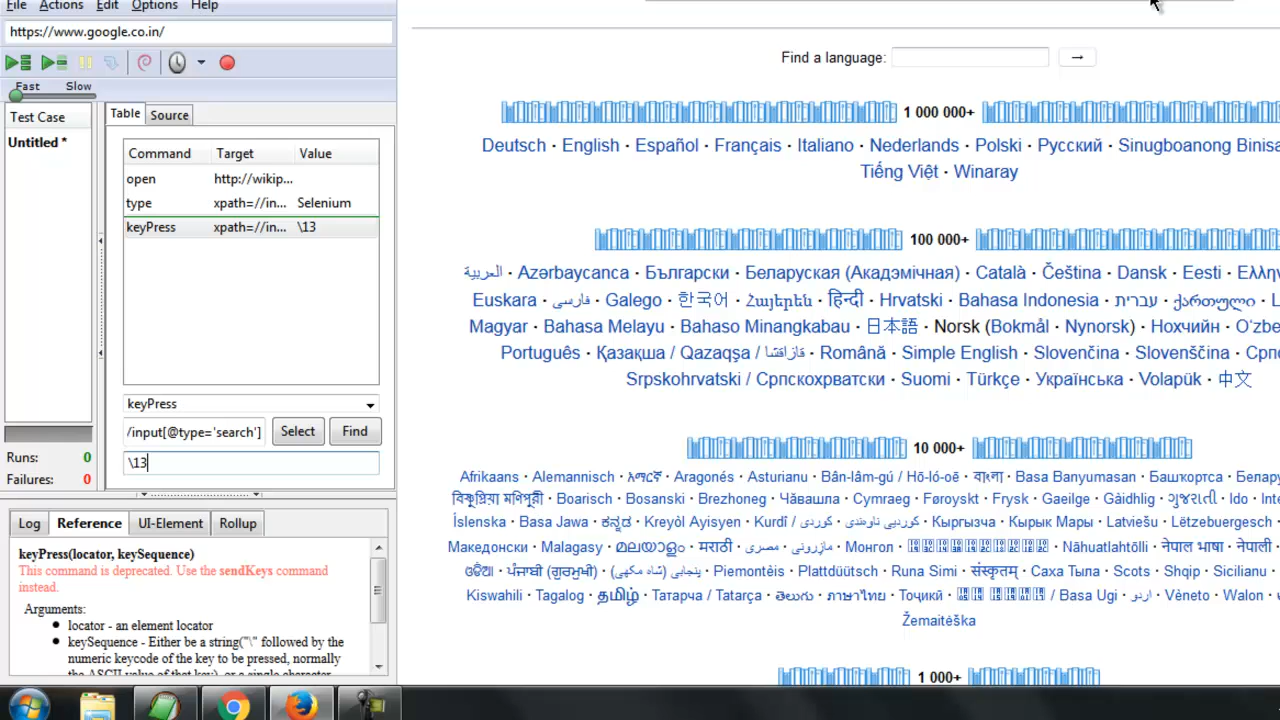 File Actions Edit Options Help
https://www.google.co.in/
Fast Slow
Test Case
Untitled *
Table Source
Command Target Value
open http://wikip...
type xpath=//in... Selenium
keyPress xpath=//in... \13
keyPress
/input[@type='search'] Select Find
\13
Runs: 0
Failures: 0
Log Reference UI-Element Rollup
keyPress(locator, keySequence)
This command is deprecated. Use the sendKeys command
instead.
Arguments:
locator - an element locator
keySequence - Either be a string("\" followed by the
numeric keycode of the key to be pressed, normally
the ASCII value of that key), or a single character.
Find a language: →
1 000 000+
Deutsch · English · Español · Français · Italiano · Nederlands · Polski · Русский · Sinugboanong Binisa
Tiếng Việt · Winaray
100 000+
العربية · Azərbaycanca · Български · Беларуская (Акадэмічная) · Català · Čeština · Dansk · Eesti · Ελλην
Euskara · فارسی · Galego · 한국어 · Հայերեն · हिन्दी · Hrvatski · Bahasa Indonesia · עברית · ქართული · L
Magyar · Bahasa Melayu · Bahaso Minangkabau · 日本語 · Norsk (Bokmål · Nynorsk) · Нохчийн · Oʻzbe
Português · Қазақша / Qazaqşa / قازاقشا · Română · Simple English · Slovenčina · Slovenščina · Српс
Srpskohrvatski / Српскохрватски · Suomi · Türkçe · Українська · Volapük · 中文
10 000+
Afrikaans · Alemannisch · አማርኛ · Aragonés · Asturianu · Bân-lâm-gú / Hō-ló-oē · বাংলা · Basa Banyumasan · Башҡортса · Белару
বিষ্ণুপ্রিয়া মণিপুরী · Boarisch · Bosanski · Brezhoneg · Чӑвашла · Cymraeg · Føroyskt · Frysk · Gaeilge · Gàidhlig · ગુજરાતી · Ido · Inte
Íslenska · Basa Jawa · ಕನ್ನಡ · Kreyòl Ayisyen · Kurdî / كوردی · کوردیی ناوەندی · Кыргызча · Кырык Мары · Latviešu · Lëtzebuergesch
Македонски · Malagasy · മലയാളം · मराठी · مازِرونی · مصرى · Монгол · Nāhuatlahtōlli · नेपाल भाषा · नेपाली
ଓଡ଼ିଆ · ਪੰਜਾਬੀ (ਗੁਰਮੁਖੀ) · پنجابی (شاہ مکھی) · Piemontèis · Plattdüütsch · Runa Simi · संस्कृतम् · Саха Тыла · Scots · Shqip · Sicilianu
Kiswahili · Tagalog · தமிழ் · Татарча / Tatarça · తెలుగు · ภาษาไทย · Тоҷикӣ · / Basa Ugi · اردو · Vèneto · Walon
Žemaitėška
1 000+